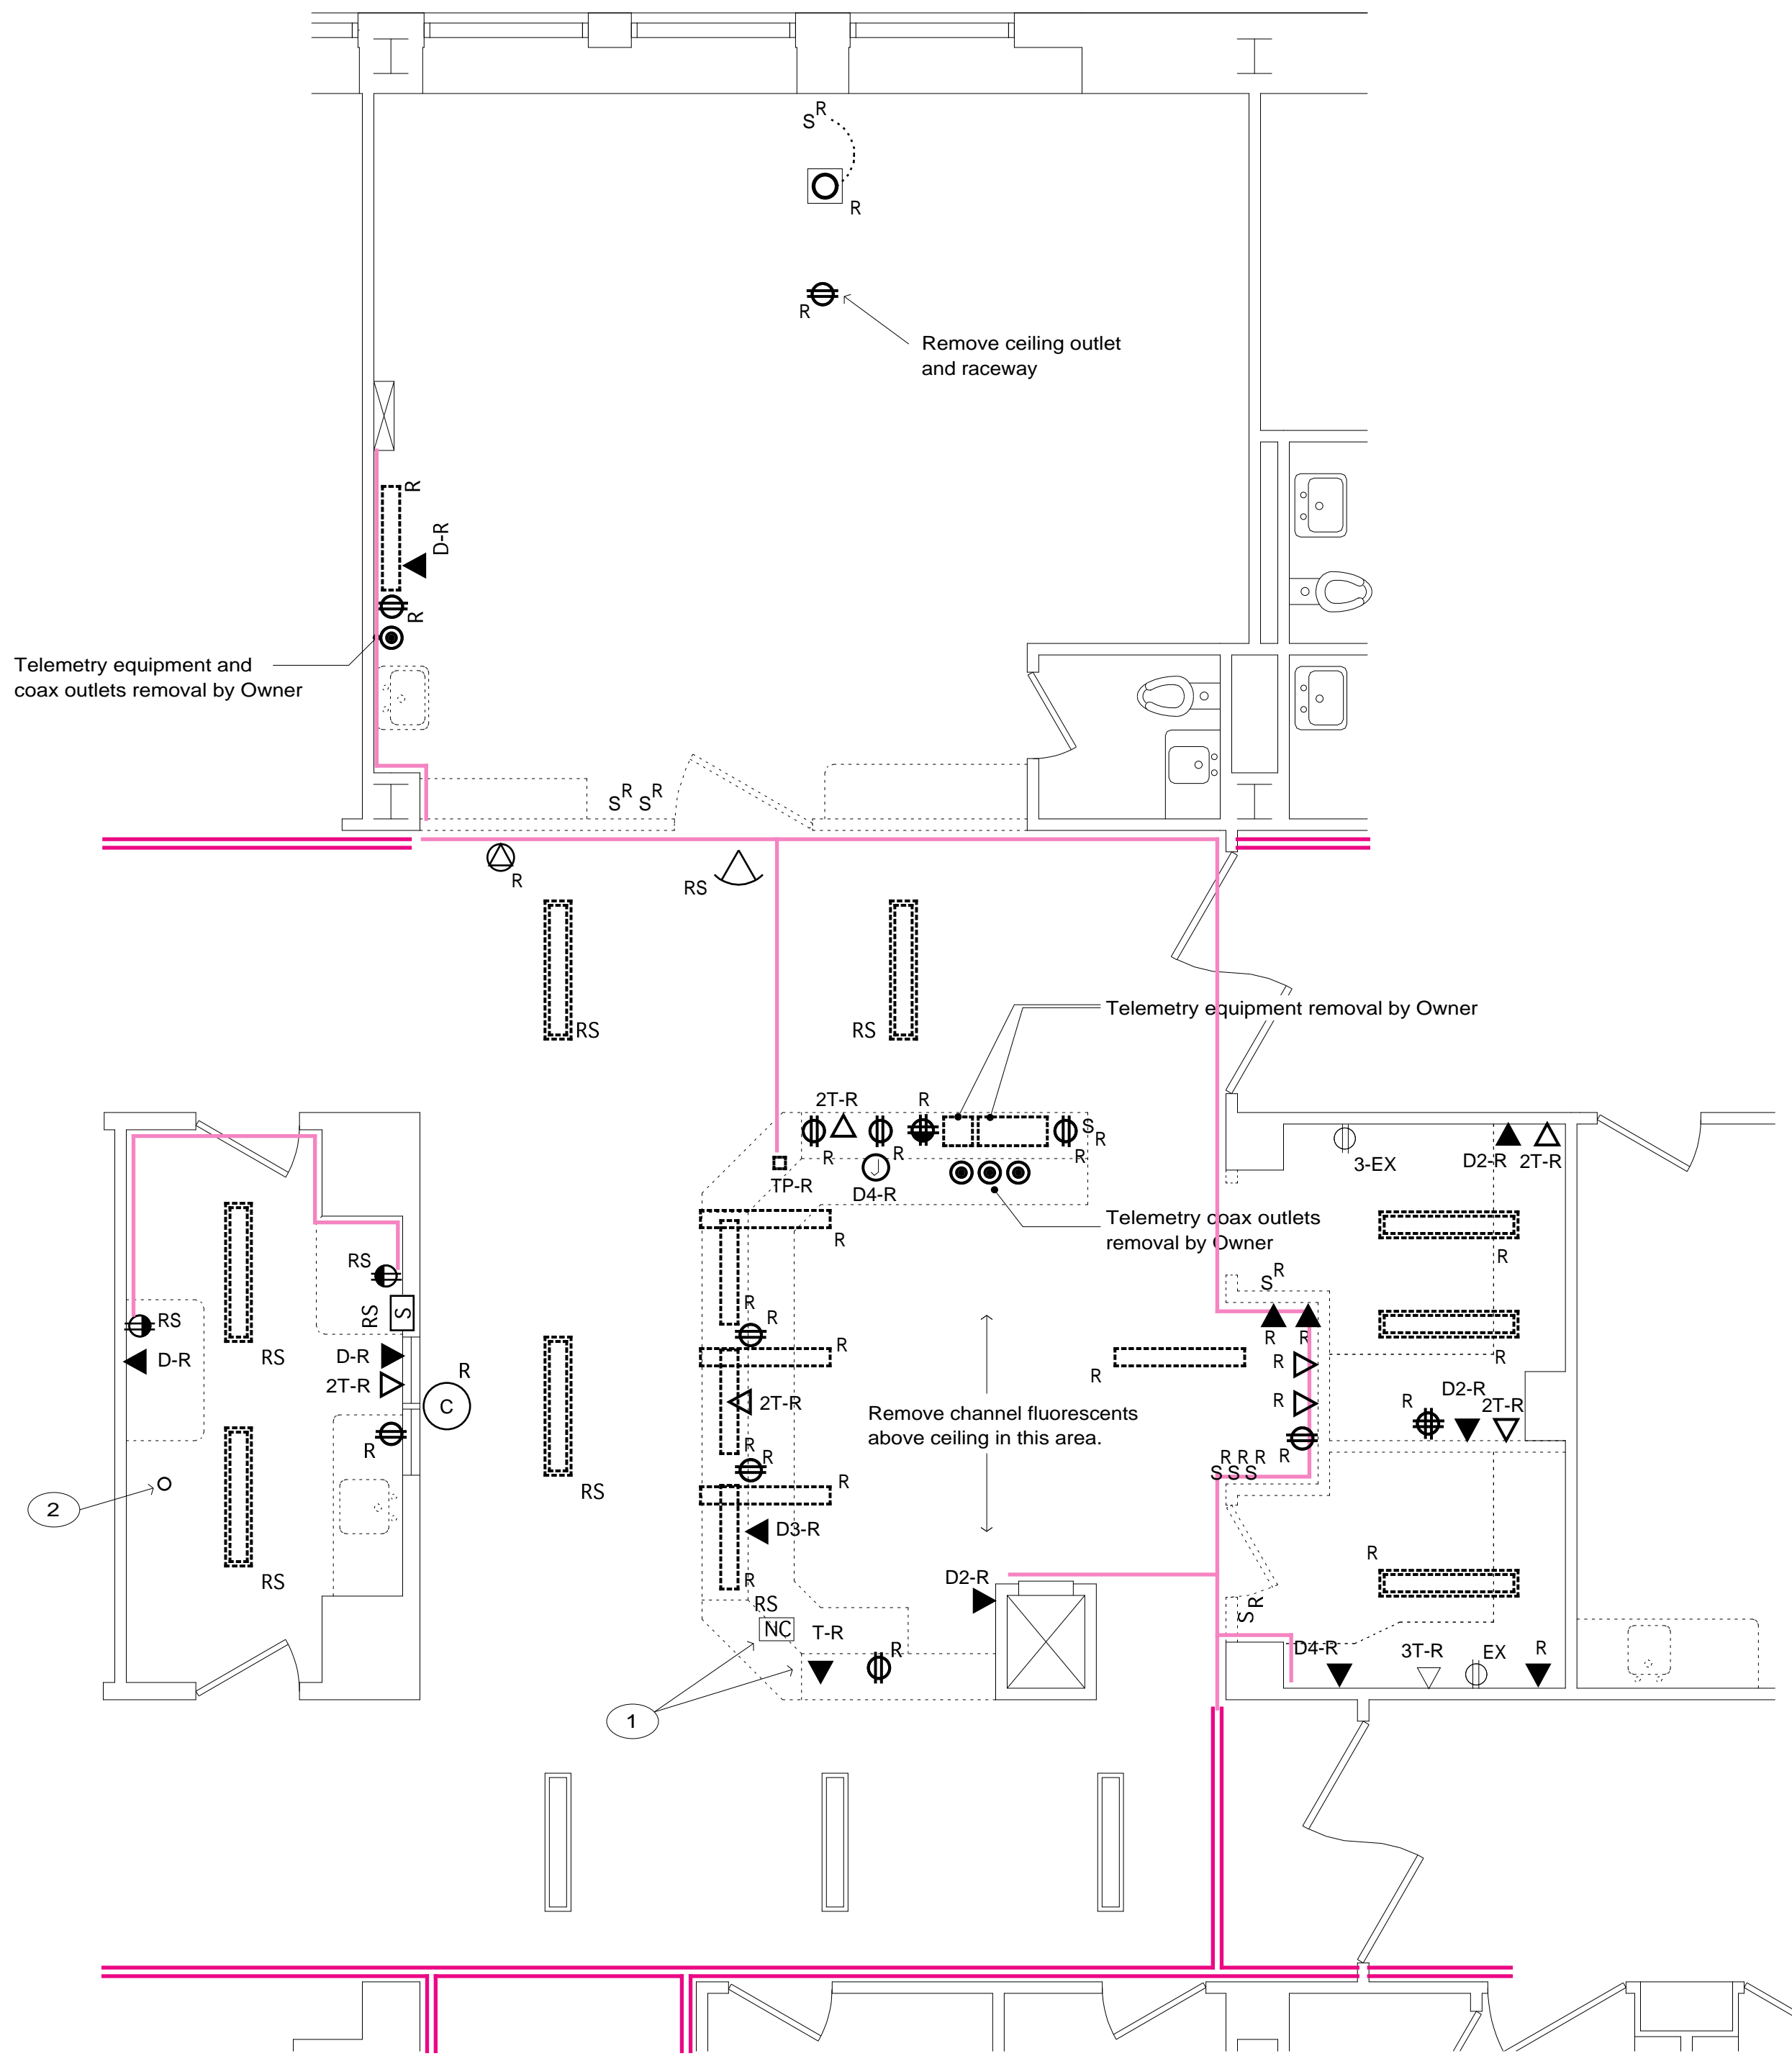 R
S
R
R
Remove ceiling outlet
and raceway
R
D-R
R
Telemetry equipment and
coax outlets removal by Owner
S R S R
R
RS
RS
RS
Telemetry equipment removal by Owner
2T-R
R
S
R
R
R
R
TP-R
J
D4-R
3-EX
D2-R
2T-R
Telemetry coax outlets
removal by Owner
R
R
RS
RS
S
RS
RS
D-R
D-R
2T-R
R
C
R
R
R
R
R
S R
R
R
R
R
R
R
2T-R
Remove channel fluorescents
above ceiling in this area.
R
D2-R
2T-R
R
R
R
R
R R R
S S S
RS
R
2
D3-R
R
RS
R
D2-R
RS
NC
T-R
R
S R
D4-R
3T-R
EX
R
1